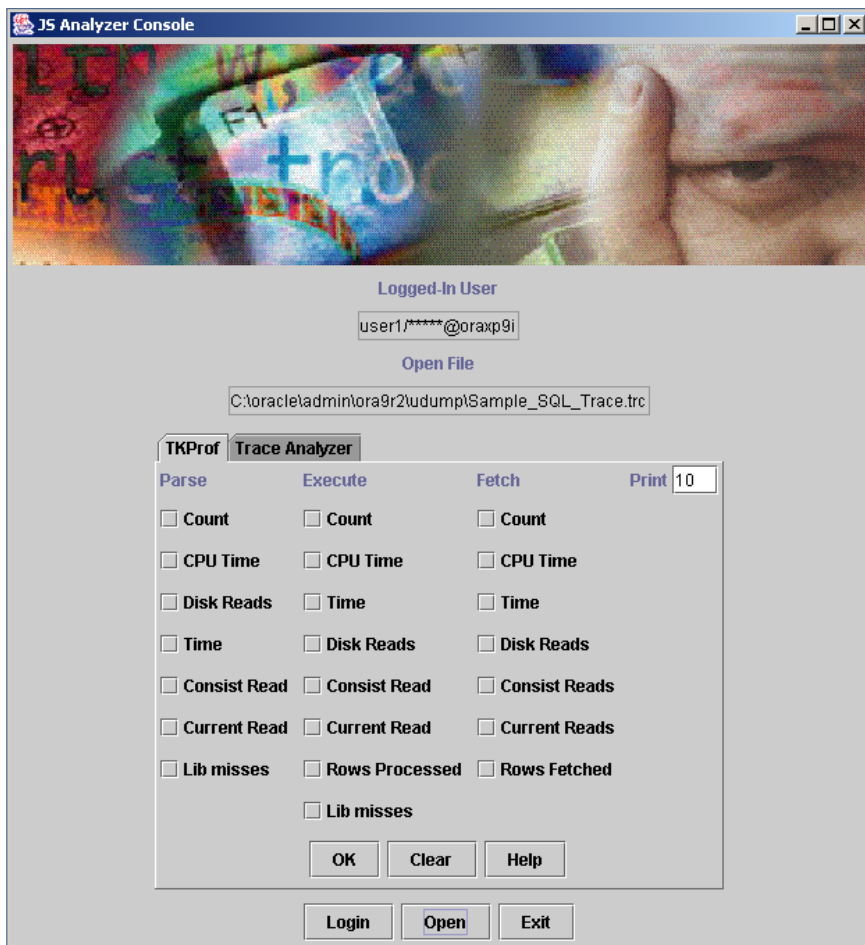 JS Analyzer Console
Logged-In User
user1/*****@oraxp9i
Open File
C:\oracle\admin\ora9r2\udump\Sample_SQL_Trace.trc
TKProf Trace Analyzer
Parse Execute Fetch Print 10
Count Count Count
CPU Time CPU Time CPU Time
Disk Reads Time Time
Time Disk Reads Disk Reads
Consist Read Consist Read Consist Reads
Current Read Current Read Current Reads
Lib misses Rows Processed Rows Fetched
Lib misses
OK Clear Help
Login Open Exit